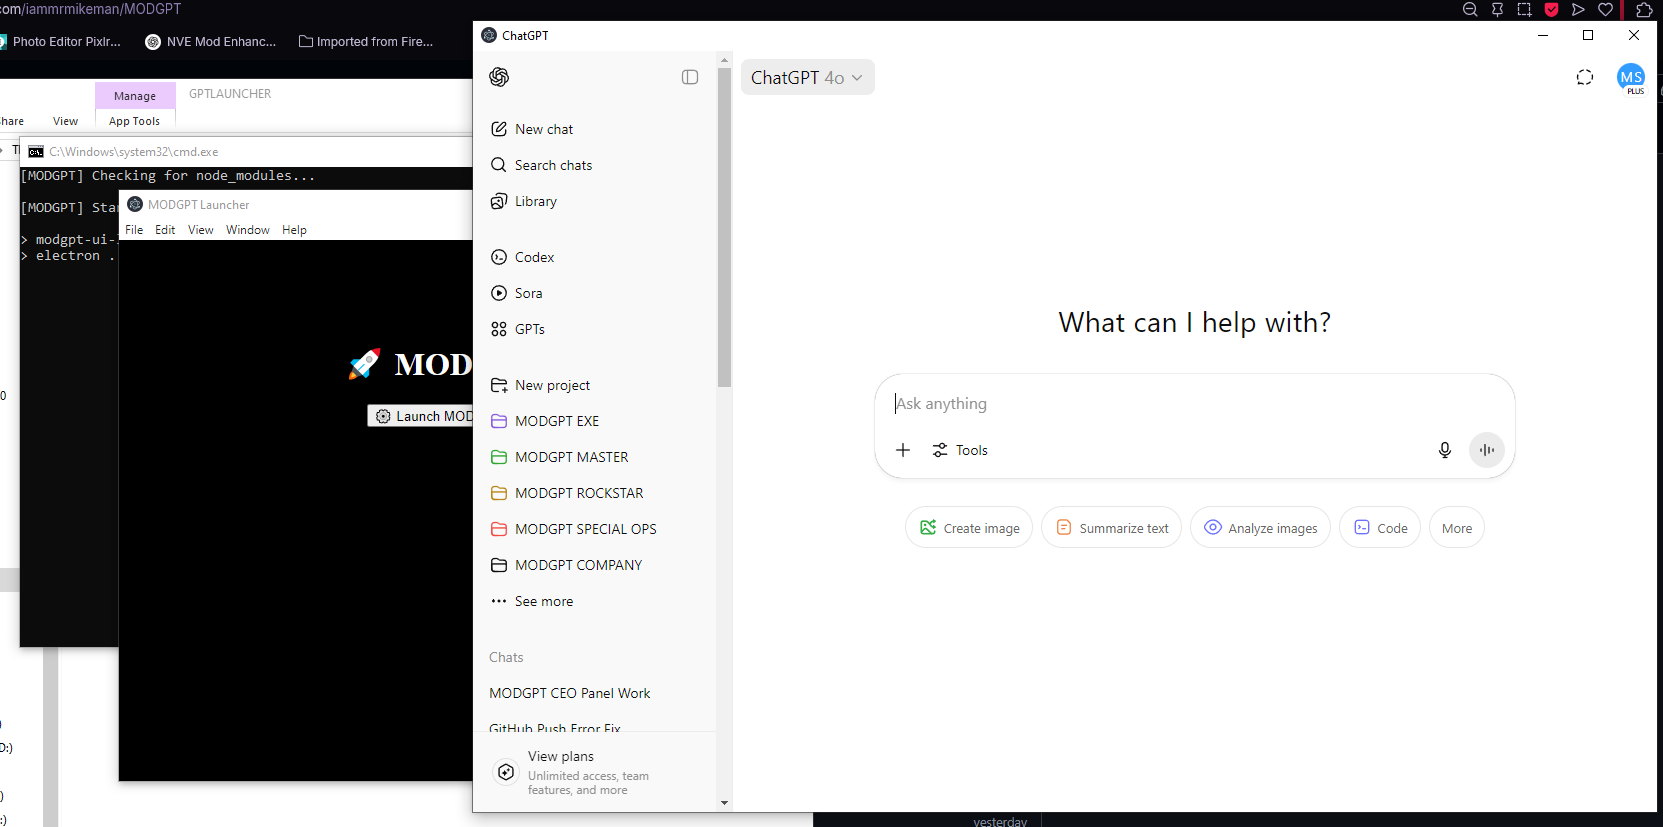 com/iammrmikeman/MODGPT
Photo Editor Pixlr...
NVE Mod Enhanc...
Imported from Fire...
Manage
GPTLAUNCHER
hare
View
App Tools
C:\Windows\system32\cmd.exe
[MODGPT] Checking for node_modules...
[MODGPT] Sta
> modgpt-ui-
> electron .
MODGPT Launcher
File Edit View Window Help
🚀 MOD
Launch MOD
0
)
D:)
)
:)
ChatGPT
New chat
Search chats
Library
Codex
Sora
GPTs
New project
MODGPT EXE
MODGPT MASTER
MODGPT ROCKSTAR
MODGPT SPECIAL OPS
MODGPT COMPANY
See more
Chats
MODGPT CEO Panel Work
GitHub Push Error Fix
View plans
Unlimited access, team
features, and more
ChatGPT 4o
MS
PLUS
What can I help with?
Ask anything
Tools
Create image
Summarize text
Analyze images
Code
More
yesterday